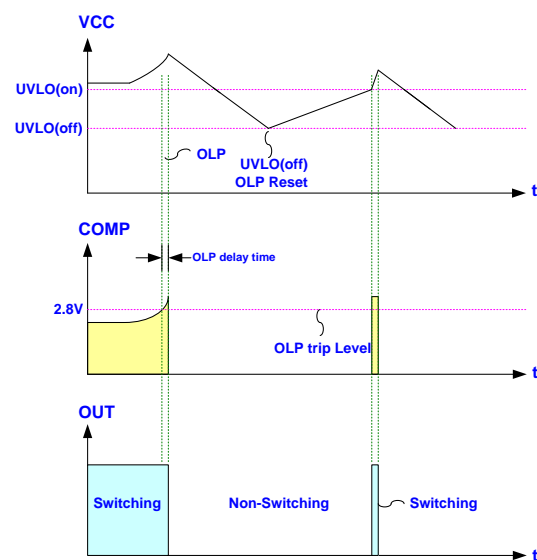 VCC
UVLO(on)
UVLO(off)
OLP
UVLO(off)
OLP Reset
t
COMP
OLP delay time
2.8V
OLP trip Level
t
OUT
Switching
Non-Switching
Switching
t